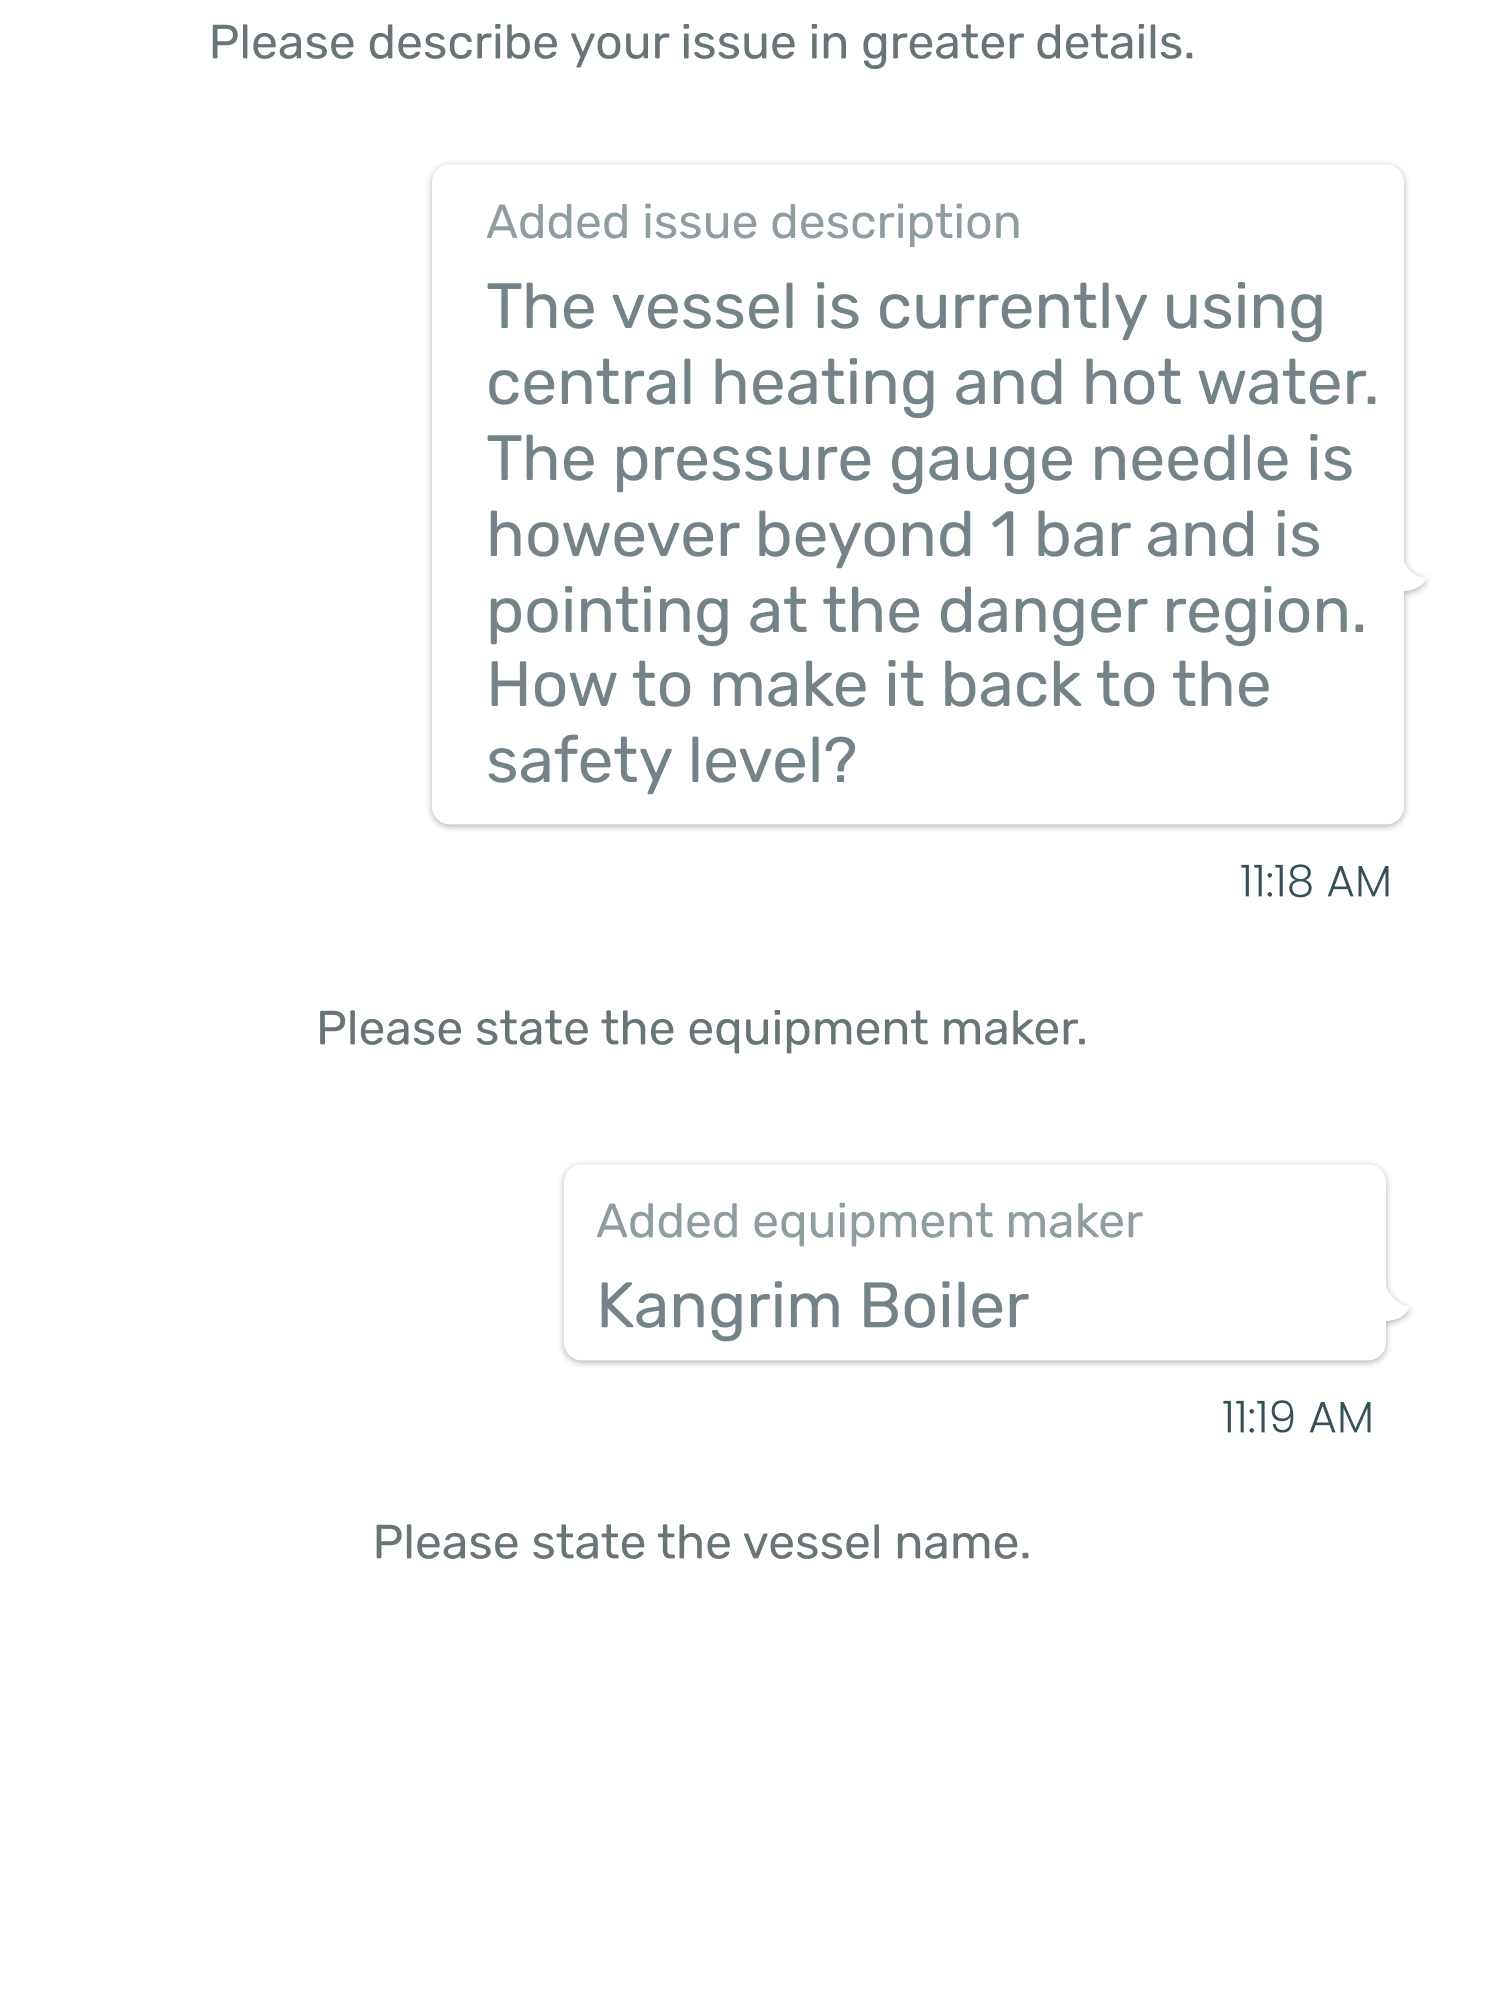 Please describe your issue in greater details.
Added issue description
The vessel is currently using
central heating and hot water.
The pressure gauge needle is
however beyond 1 bar and is
pointing at the danger region.
How to make it back to the
safety level?
11:18 AM
Please state the equipment maker.
Added equipment maker
Kangrim Boiler
11:19 AM
Please state the vessel name.